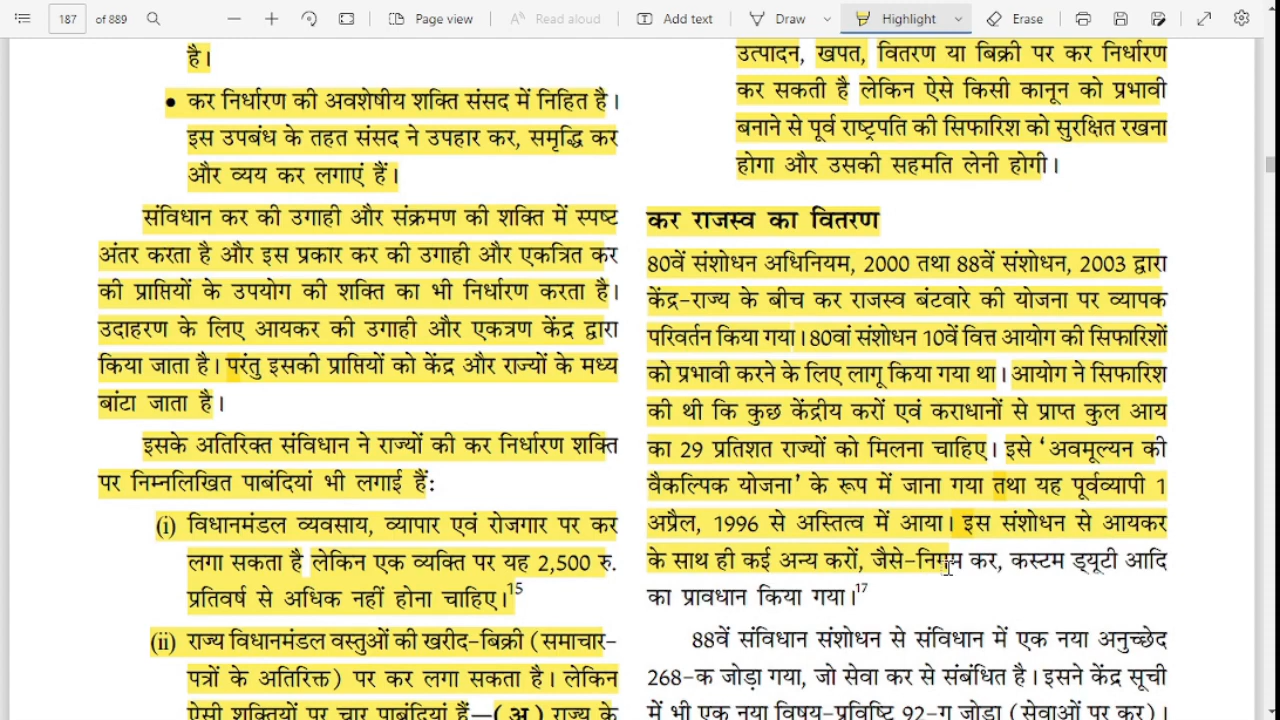 187 of 889 Page view Read aloud Add text Draw Highlight Erase
है।
• कर निर्धारण की अवशेषीय शक्ति संसद में निहित है।
इस उपबंध के तहत संसद ने उपहार कर, समृद्धि कर
और व्यय कर लगाएं हैं।
संविधान कर की उगाही और संक्रमण की शक्ति में स्पष्ट
अंतर करता है और इस प्रकार कर की उगाही और एकत्रित कर
की प्राप्तियों के उपयोग की शक्ति का भी निर्धारण करता है।
उदाहरण के लिए आयकर की उगाही और एकत्रण केंद्र द्वारा
किया जाता है। परंतु इसकी प्राप्तियों को केंद्र और राज्यों के मध्य
बांटा जाता है।
इसके अतिरिक्त संविधान ने राज्यों की कर निर्धारण शक्ति
पर निम्नलिखित पाबंदियां भी लगाई हैं:
(i) विधानमंडल व्यवसाय, व्यापार एवं रोजगार पर कर
लगा सकता है लेकिन एक व्यक्ति पर यह 2,500 रु.
प्रतिवर्ष से अधिक नहीं होना चाहिए।15
(ii) राज्य विधानमंडल वस्तुओं की खरीद-बिक्री (समाचार-
पत्रों के अतिरिक्त) पर कर लगा सकता है। लेकिन
ऐसी शक्तियों पर चार पाबंदियां हैं—(अ) राज्य के
उत्पादन, खपत, वितरण या बिक्री पर कर निर्धारण
कर सकती है लेकिन ऐसे किसी कानून को प्रभावी
बनाने से पूर्व राष्ट्रपति की सिफारिश को सुरक्षित रखना
होगा और उसकी सहमति लेनी होगी।
कर राजस्व का वितरण
80वें संशोधन अधिनियम, 2000 तथा 88वें संशोधन, 2003 द्वारा
केंद्र-राज्य के बीच कर राजस्व बंटवारे की योजना पर व्यापक
परिवर्तन किया गया। 80वां संशोधन 10वें वित्त आयोग की सिफारिशों
को प्रभावी करने के लिए लागू किया गया था। आयोग ने सिफारिश
की थी कि कुछ केंद्रीय करों एवं कराधानों से प्राप्त कुल आय
का 29 प्रतिशत राज्यों को मिलना चाहिए। इसे ‘अवमूल्यन की
वैकल्पिक योजना’ के रूप में जाना गया तथा यह पूर्वव्यापी 1
अप्रैल, 1996 से अस्तित्व में आया। इस संशोधन से आयकर
के साथ ही कई अन्य करों, जैसे-निगम कर, कस्टम ड्यूटी आदि
का प्रावधान किया गया।17
88वें संविधान संशोधन से संविधान में एक नया अनुच्छेद
268-क जोड़ा गया, जो सेवा कर से संबंधित है। इसने केंद्र सूची
में भी एक नया विषय-प्रविष्टि 92-ग जोड़ा (सेवाओं पर कर)।